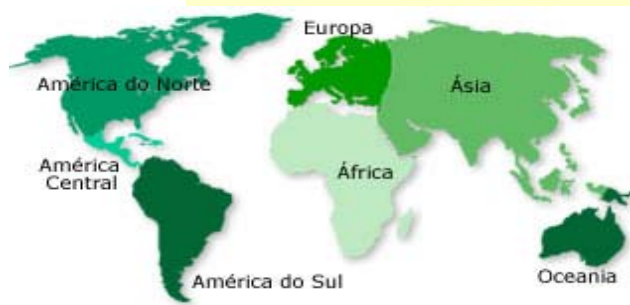 Europa
América do Norte
Ásia
América
Central
África
América do Sul
Oceania